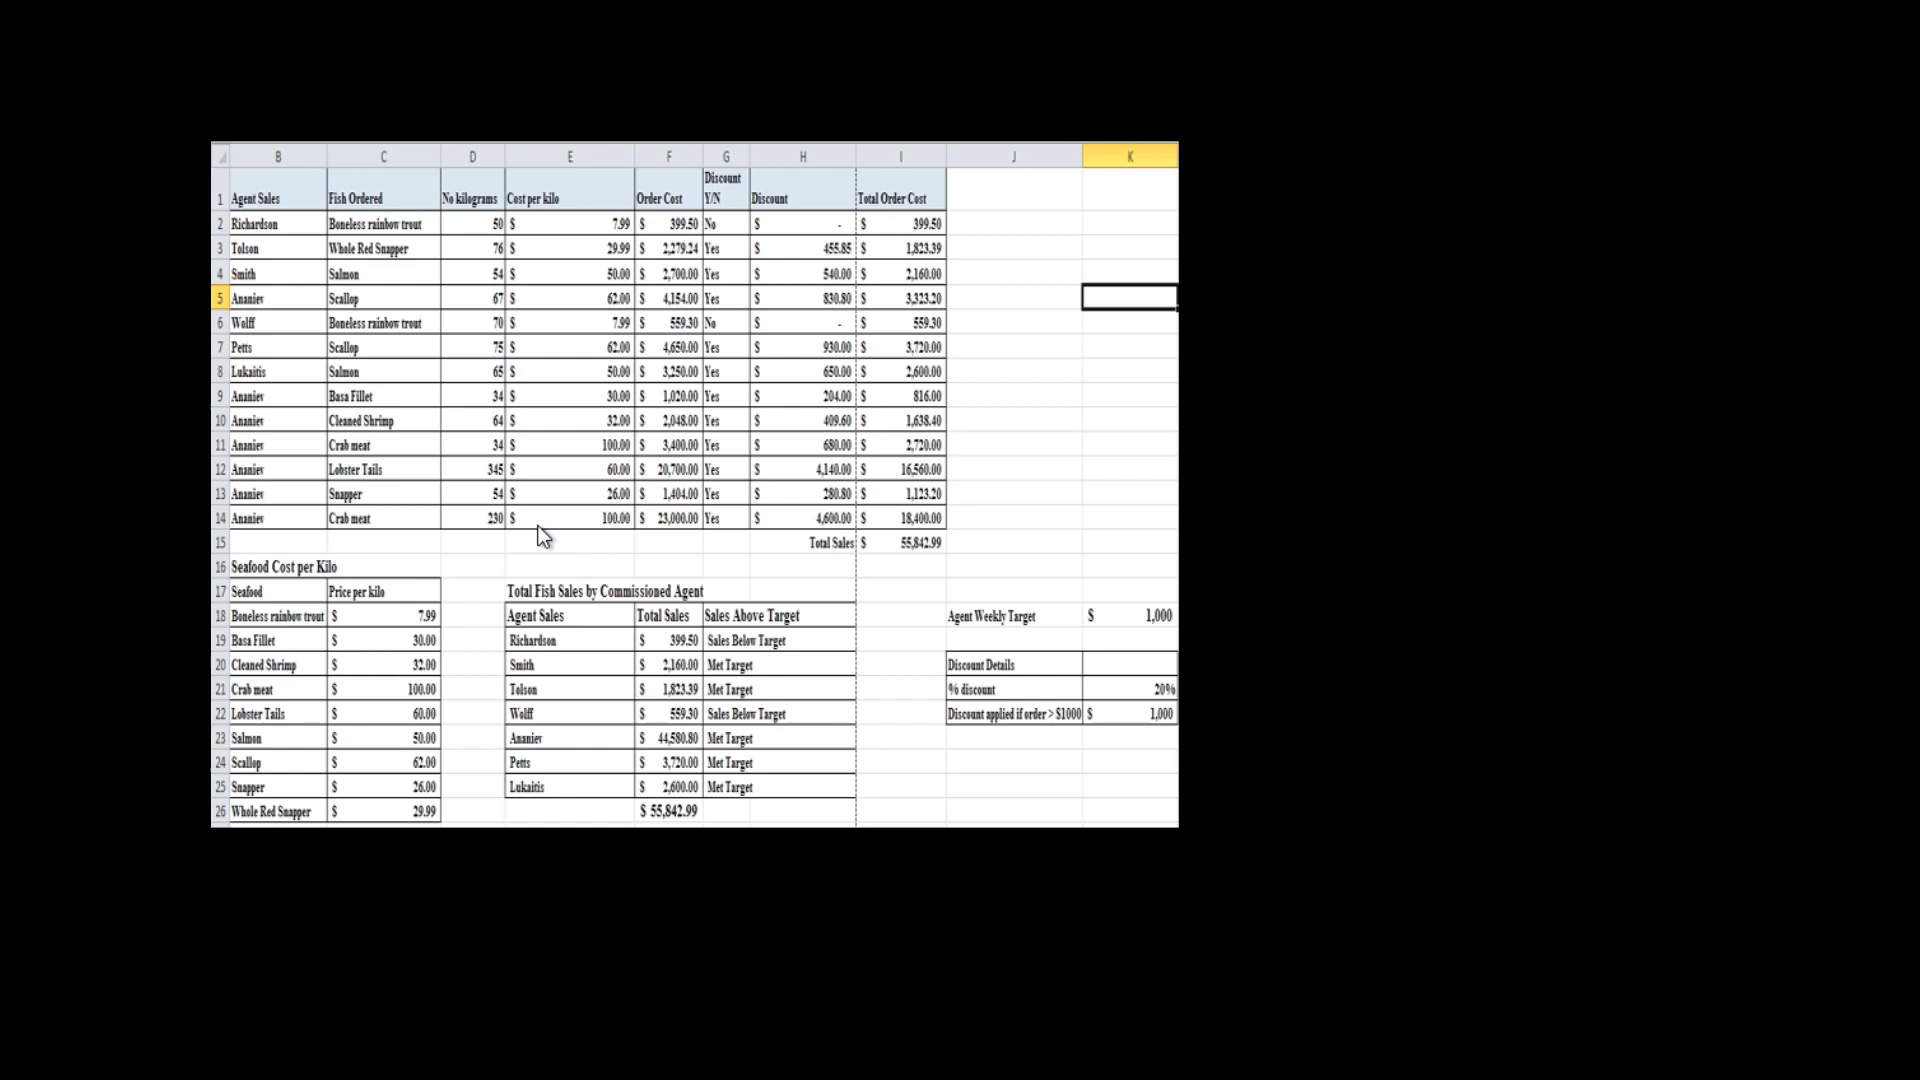 B C D E F G H I J K
1 Agent Sales Fish Ordered No kilograms Cost per kilo Order Cost Discount Y/N Discount Total Order Cost
2 Richardson Boneless rainbow trout 50 $ 7.99 $ 399.50 No $ - $ 399.50
3 Tolson Whole Red Snapper 76 $ 29.99 $ 2,279.24 Yes $ 455.85 $ 1,823.39
4 Smith Salmon 54 $ 50.00 $ 2,700.00 Yes $ 540.00 $ 2,160.00
5 Ananiev Scallop 67 $ 62.00 $ 4,154.00 Yes $ 830.80 $ 3,323.20
6 Wolff Boneless rainbow trout 70 $ 7.99 $ 559.30 No $ - $ 559.30
7 Petts Scallop 75 $ 62.00 $ 4,650.00 Yes $ 930.00 $ 3,720.00
8 Lukaitis Salmon 65 $ 50.00 $ 3,250.00 Yes $ 650.00 $ 2,600.00
9 Ananiev Basa Fillet 34 $ 30.00 $ 1,020.00 Yes $ 204.00 $ 816.00
10 Ananiev Cleaned Shrimp 64 $ 32.00 $ 2,048.00 Yes $ 409.60 $ 1,638.40
11 Ananiev Crab meat 34 $ 100.00 $ 3,400.00 Yes $ 680.00 $ 2,720.00
12 Ananiev Lobster Tails 345 $ 60.00 $ 20,700.00 Yes $ 4,140.00 $ 16,560.00
13 Ananiev Snapper 54 $ 26.00 $ 1,404.00 Yes $ 280.80 $ 1,123.20
14 Ananiev Crab meat 230 $ 100.00 $ 23,000.00 Yes $ 4,600.00 $ 18,400.00
15 Total Sales $ 55,842.99
16 Seafood Cost per Kilo
17 Seafood Price per kilo Total Fish Sales by Commissioned Agent
18 Boneless rainbow trout $ 7.99 Agent Sales Total Sales Sales Above Target Agent Weekly Target $ 1,000
19 Basa Fillet $ 30.00 Richardson $ 399.50 Sales Below Target
20 Cleaned Shrimp $ 32.00 Smith $ 2,160.00 Met Target Discount Details
21 Crab meat $ 100.00 Tolson $ 1,823.39 Met Target % discount 20%
22 Lobster Tails $ 60.00 Wolff $ 559.30 Sales Below Target Discount applied if order > $1000 $ 1,000
23 Salmon $ 50.00 Ananiev $ 44,580.80 Met Target
24 Scallop $ 62.00 Petts $ 3,720.00 Met Target
25 Snapper $ 26.00 Lukaitis $ 2,600.00 Met Target
26 Whole Red Snapper $ 29.99 $ 55,842.99